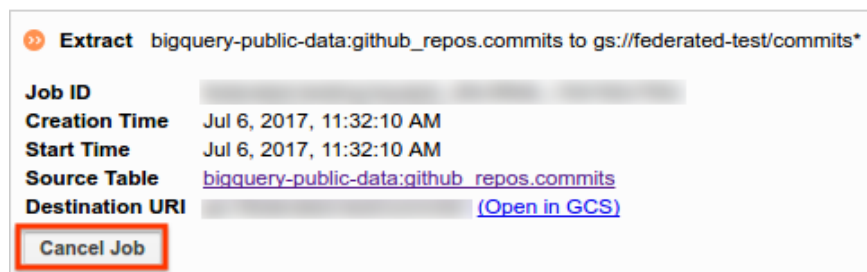 Extract bigquery-public-data:github_repos.commits to gs://federated-test/commits*
Job ID
Creation Time Jul 6, 2017, 11:32:10 AM
Start Time Jul 6, 2017, 11:32:10 AM
Source Table bigquery-public-data:github_repos.commits
Destination URI (Open in GCS)
Cancel Job